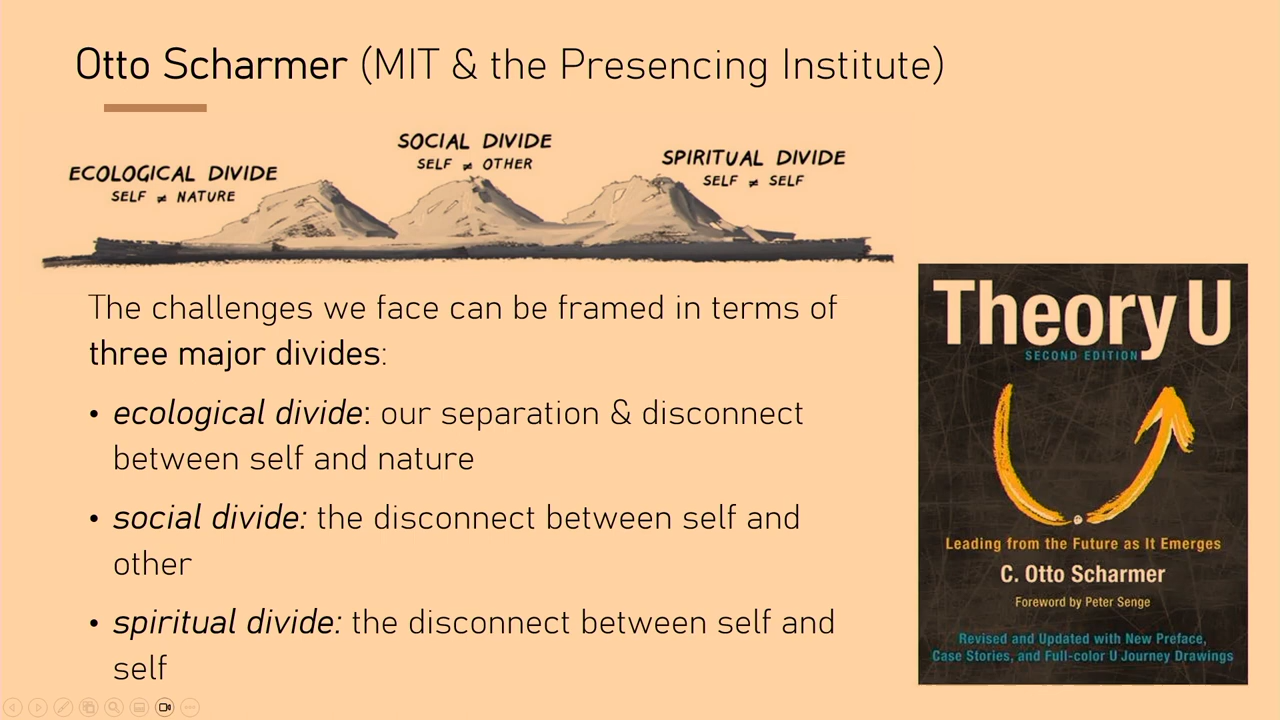 Otto Scharmer (MIT & the Presencing Institute)
SOCIAL DIVIDE
SELF ≠ OTHER
ECOLOGICAL DIVIDE
SELF ≠ NATURE
SPIRITUAL DIVIDE
SELF ≠ SELF
The challenges we face can be framed in terms of
three major divides:
• ecological divide: our separation & disconnect
between self and nature
• social divide: the disconnect between self and
other
• spiritual divide: the disconnect between self and
self
Theory U
SECOND EDITION
Leading from the Future as It Emerges
C. Otto Scharmer
Foreword by Peter Senge
Revised and Updated with New Preface,
Case Stories, and Full-color U Journey Drawings